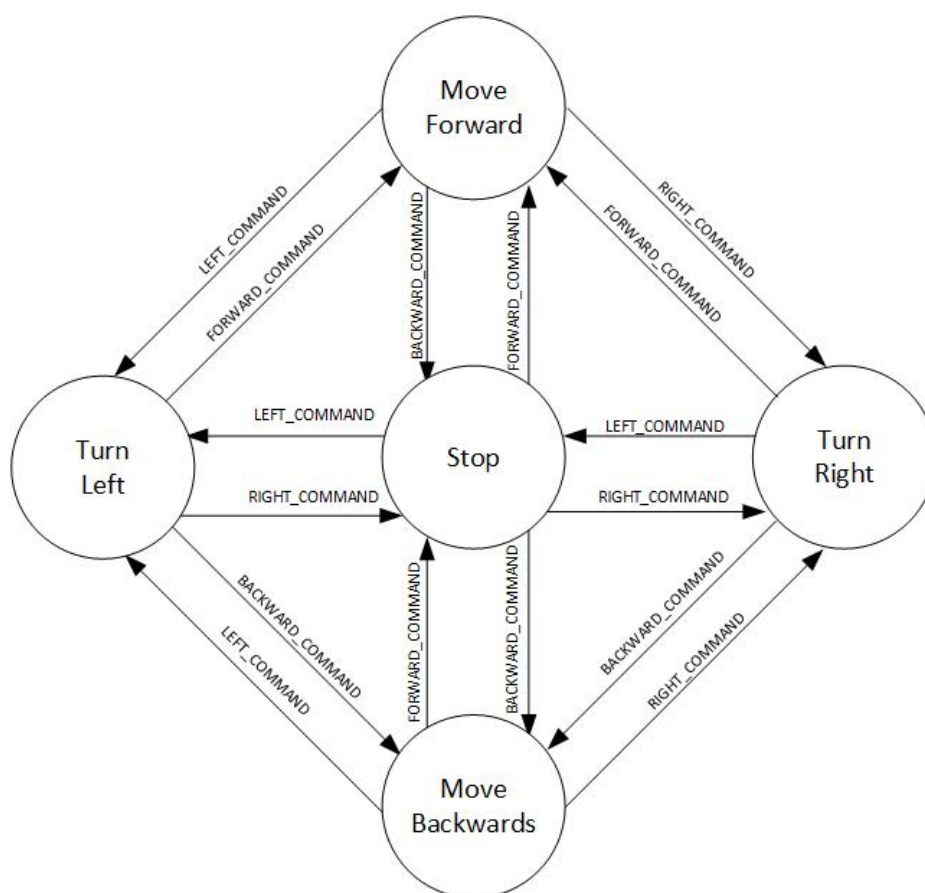 Move
Forward
LEFT_COMMAND
FORWARD_COMMAND
BACKWARD_COMMAND
FORWARD_COMMAND
FORWARD_COMMAND
RIGHT_COMMAND
Turn
Left
LEFT_COMMAND
RIGHT_COMMAND
Stop
LEFT_COMMAND
RIGHT_COMMAND
Turn
Right
BACKWARD_COMMAND
LEFT_COMMAND
FORWARD_COMMAND
BACKWARD_COMMAND
BACKWARD_COMMAND
RIGHT_COMMAND
Move
Backwards